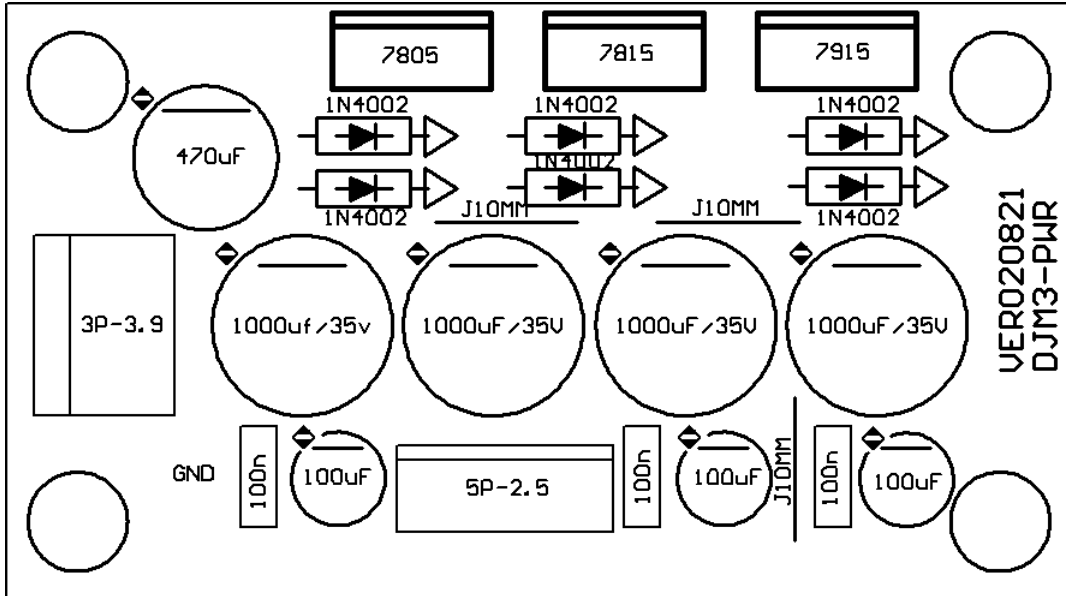 7805
7815
7915
1N4002
1N4002
1N4002
470uF
1N4002
1N4002
1N4002
J10MM
J10MM
VER020821
DJM3-PWR
3P-3.9
1000uf/35v
1000uF/35V
1000uF/35V
1000uF/35V
GND
100n
100uF
5P-2.5
100n
100uF
J10MM
100n
100uF